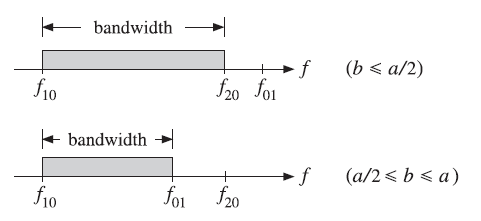 bandwidth
f (b ⩽ a/2)
f₁₀ f₂₀ f₀₁
bandwidth
f (a/2 ⩽ b ⩽ a)
f₁₀ f₀₁ f₂₀